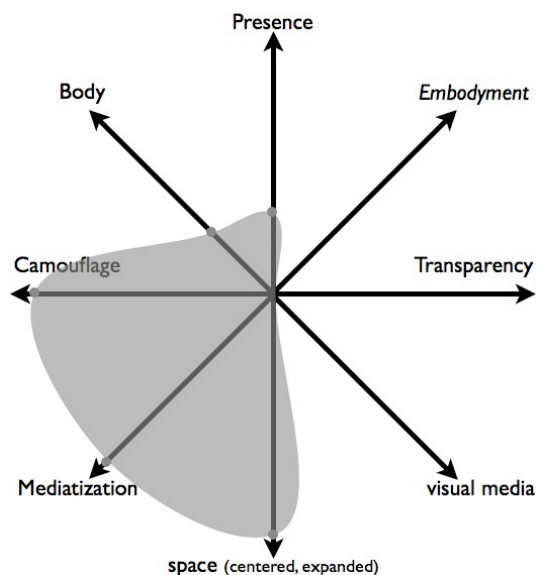 Presence
Body
Embodyment
Camouflage
Transparency
Mediatization
visual media
space (centered, expanded)